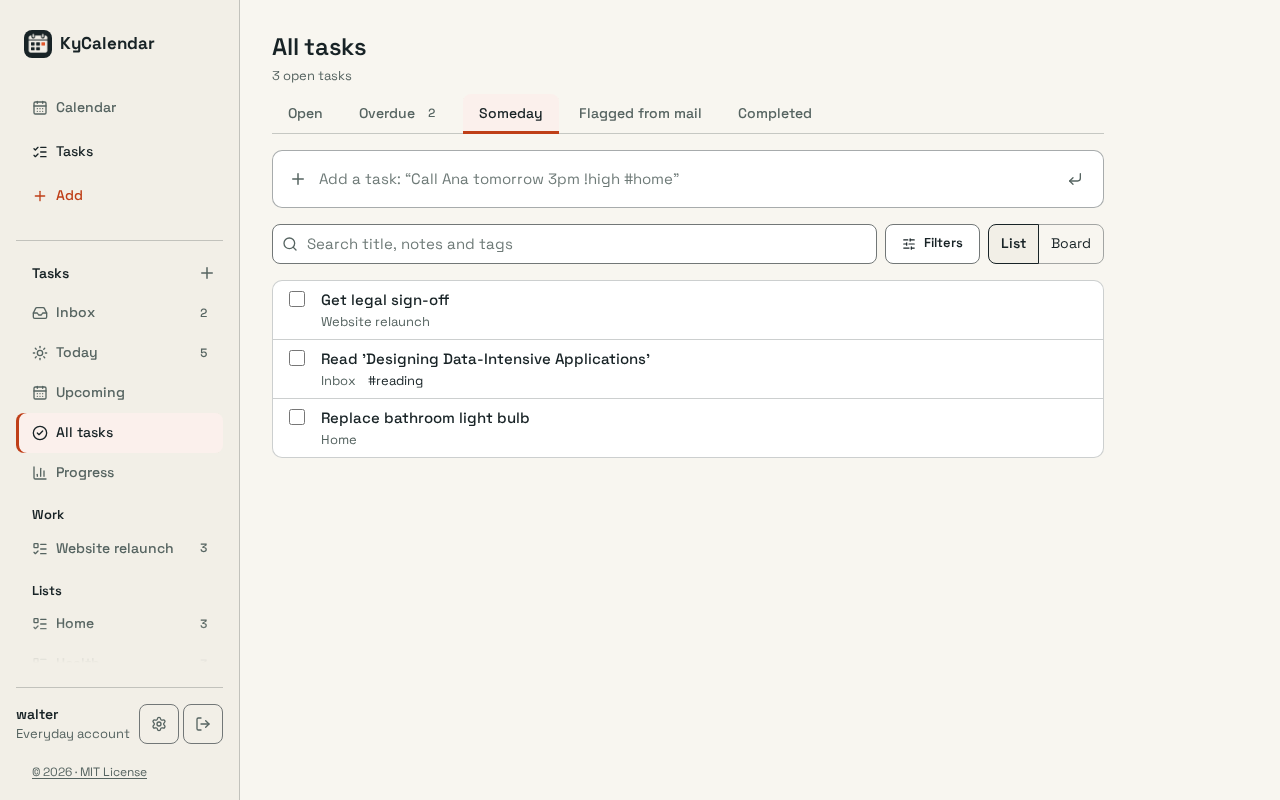 KyCalendar
Calendar
Tasks
Add
Tasks
Inbox 2
Today 5
Upcoming
All tasks
Progress
Work
Website relaunch 3
Lists
Home 3
walter
Everyday account
© 2026 · MIT License
All tasks
3 open tasks
Open Overdue 2 Someday Flagged from mail Completed
Add a task: “Call Ana tomorrow 3pm !high #home”
Search title, notes and tags
Filters
List Board
Get legal sign-off
Website relaunch
Read 'Designing Data-Intensive Applications'
Inbox #reading
Replace bathroom light bulb
Home